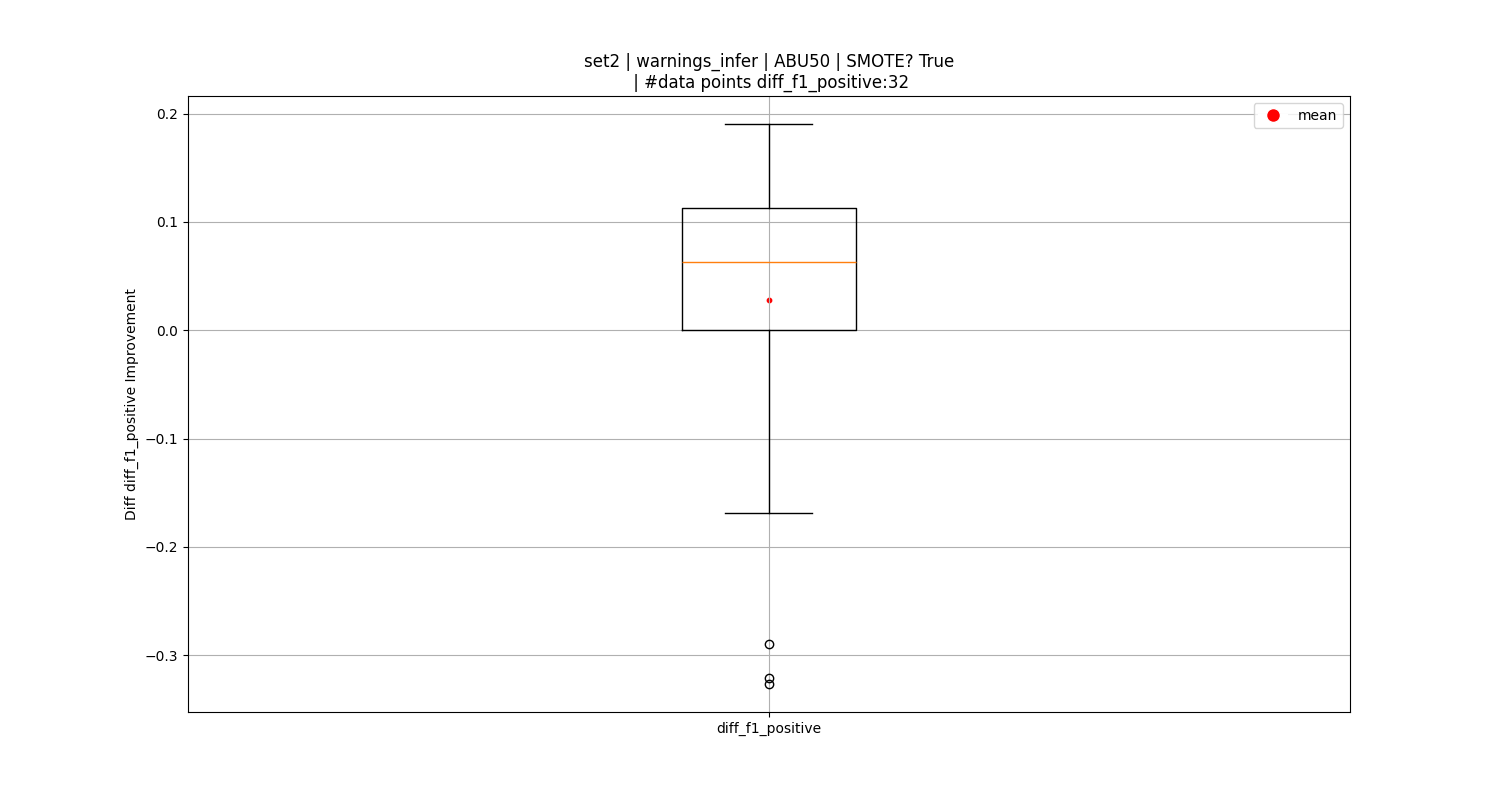 set2 | warnings_infer | ABU50 | SMOTE? True
| #data points diff_f1_positive:32
mean
Diff diff_f1_positive Improvement
0.2
0.1
0.0
−0.1
−0.2
−0.3
diff_f1_positive